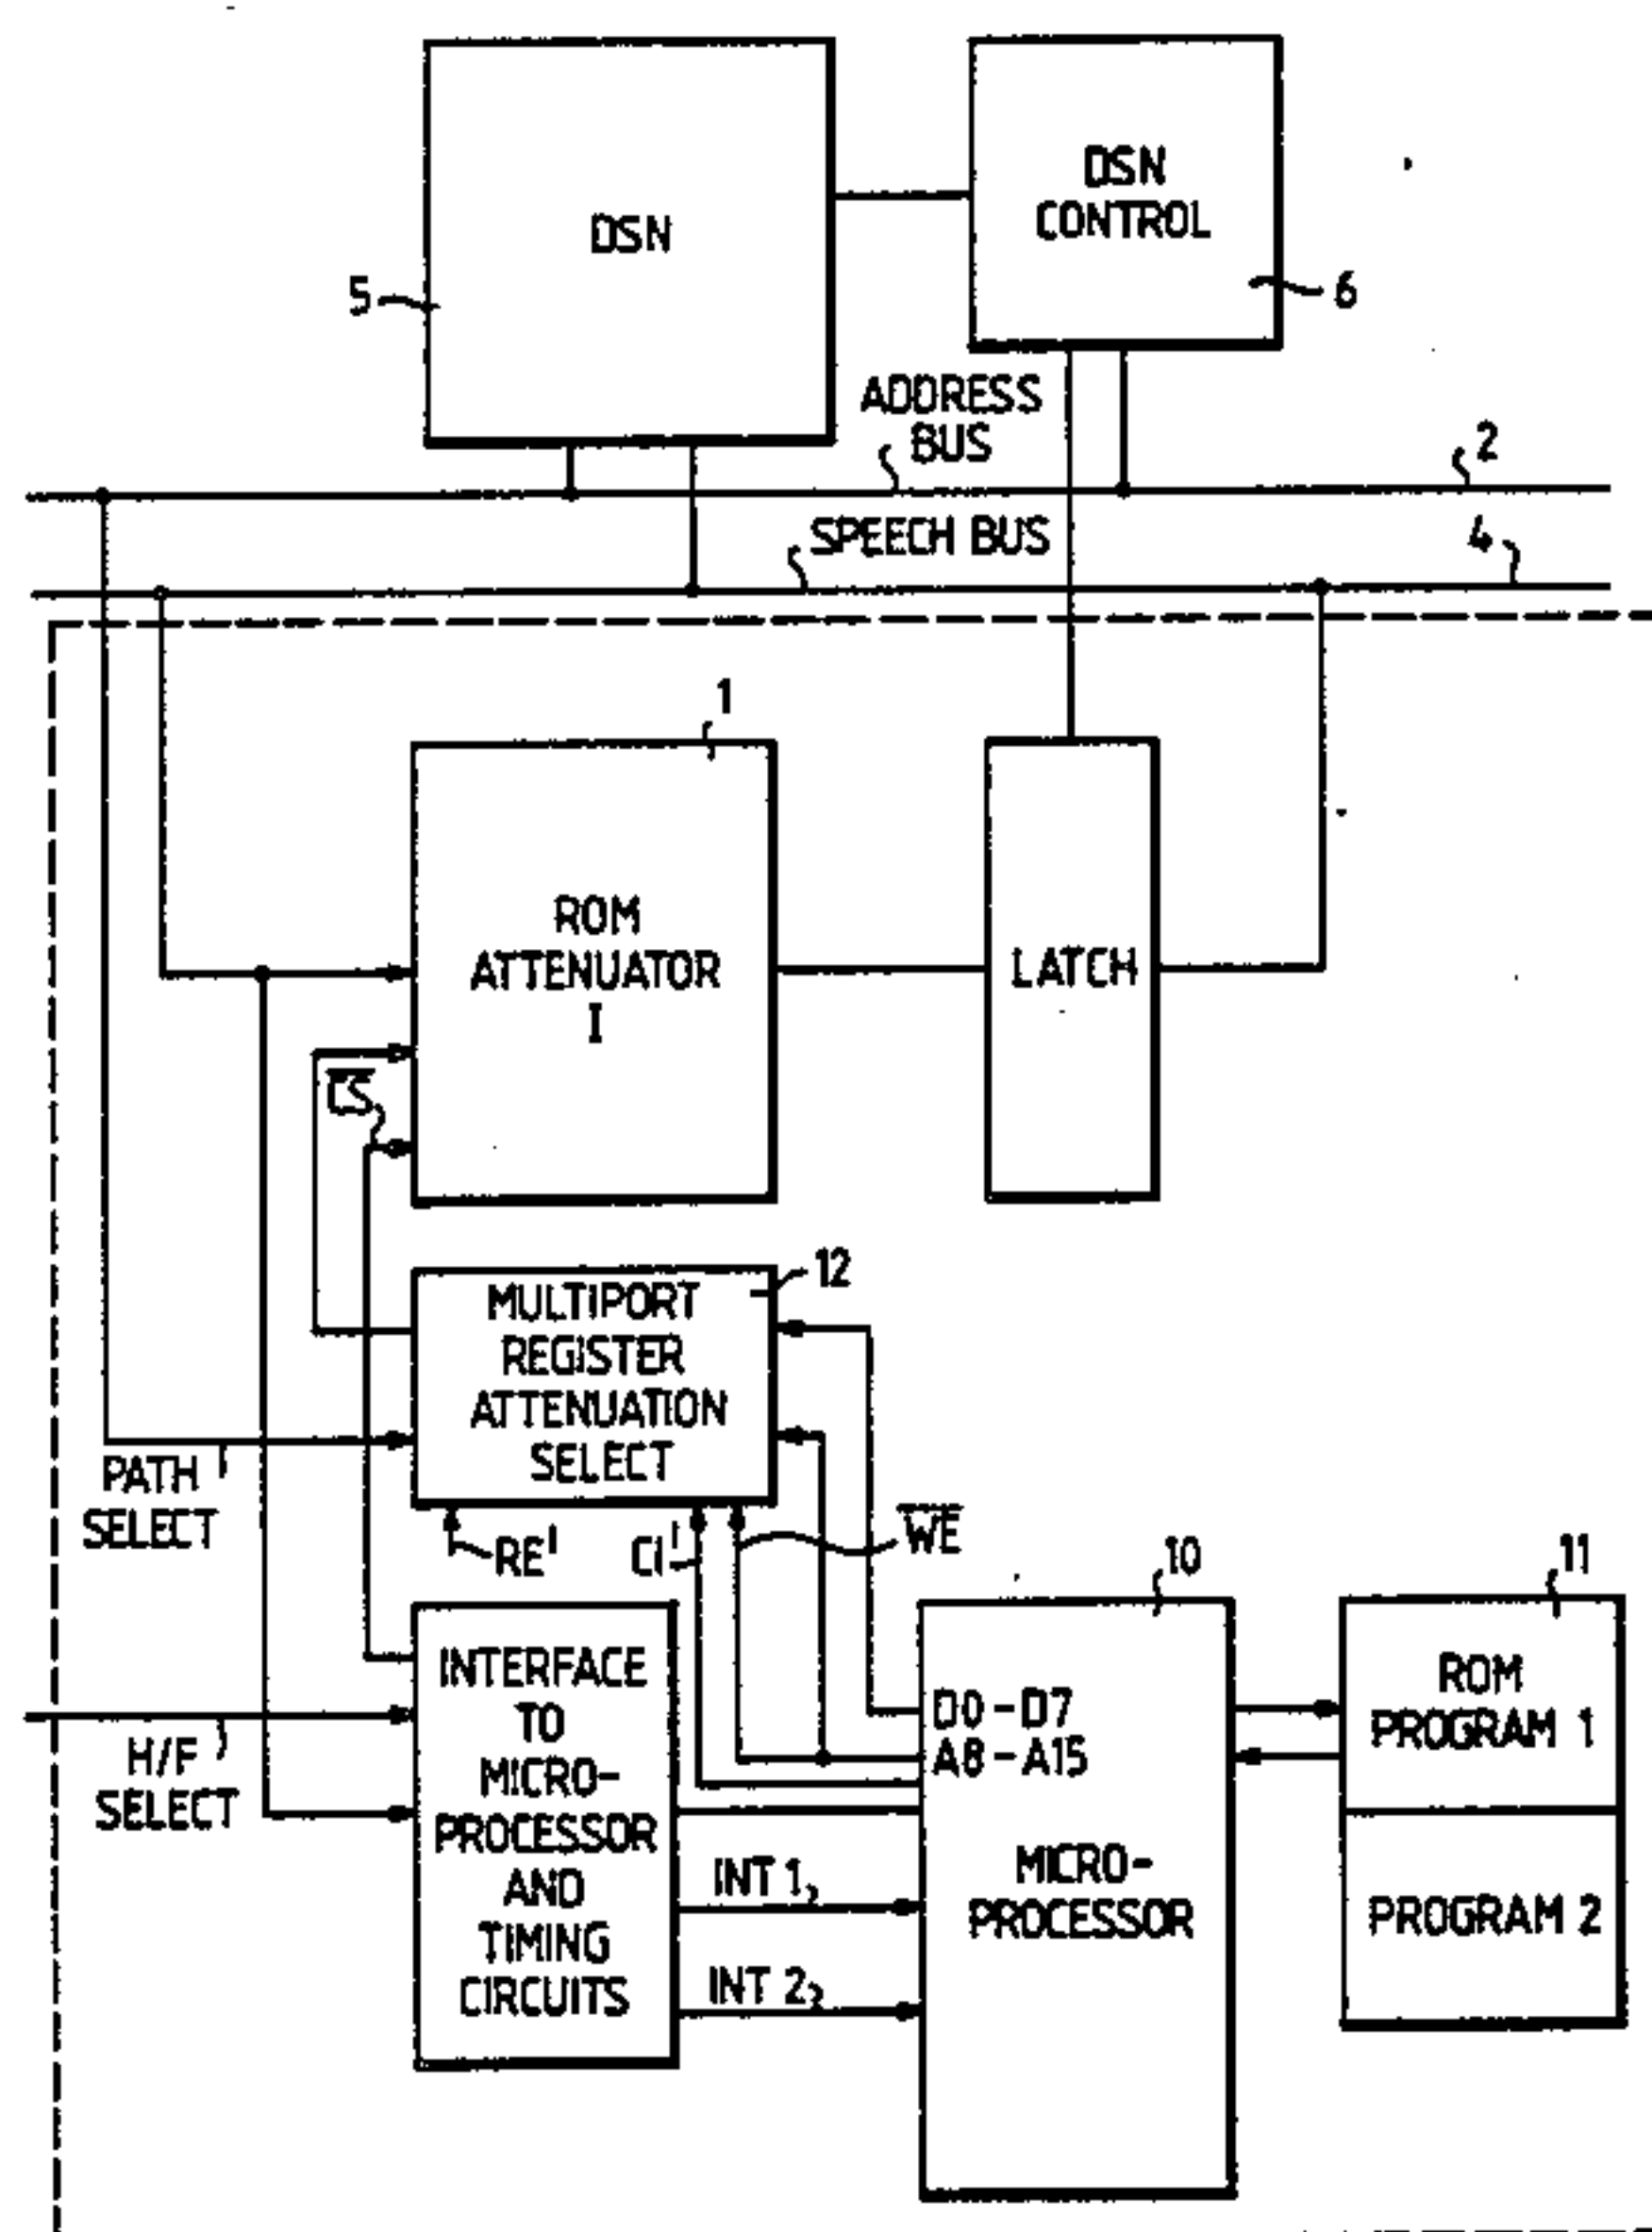 DSN
DSN
CONTROL
5
6
ADDRESS
BUS
2
SPEECH BUS
4
1
ROM
ATTENUATOR
I
LATCH
CS
12
MULTIPORT
REGISTER
ATTENUATION
SELECT
PATH
SELECT
RE'
CI'
WE
10
11
INTERFACE
TO
MICRO-
PROCESSOR
AND
TIMING
CIRCUITS
H/F
SELECT
D0-D7
A8-A15
INT 1
INT 2
MICRO-
PROCESSOR
ROM
PROGRAM 1
PROGRAM 2